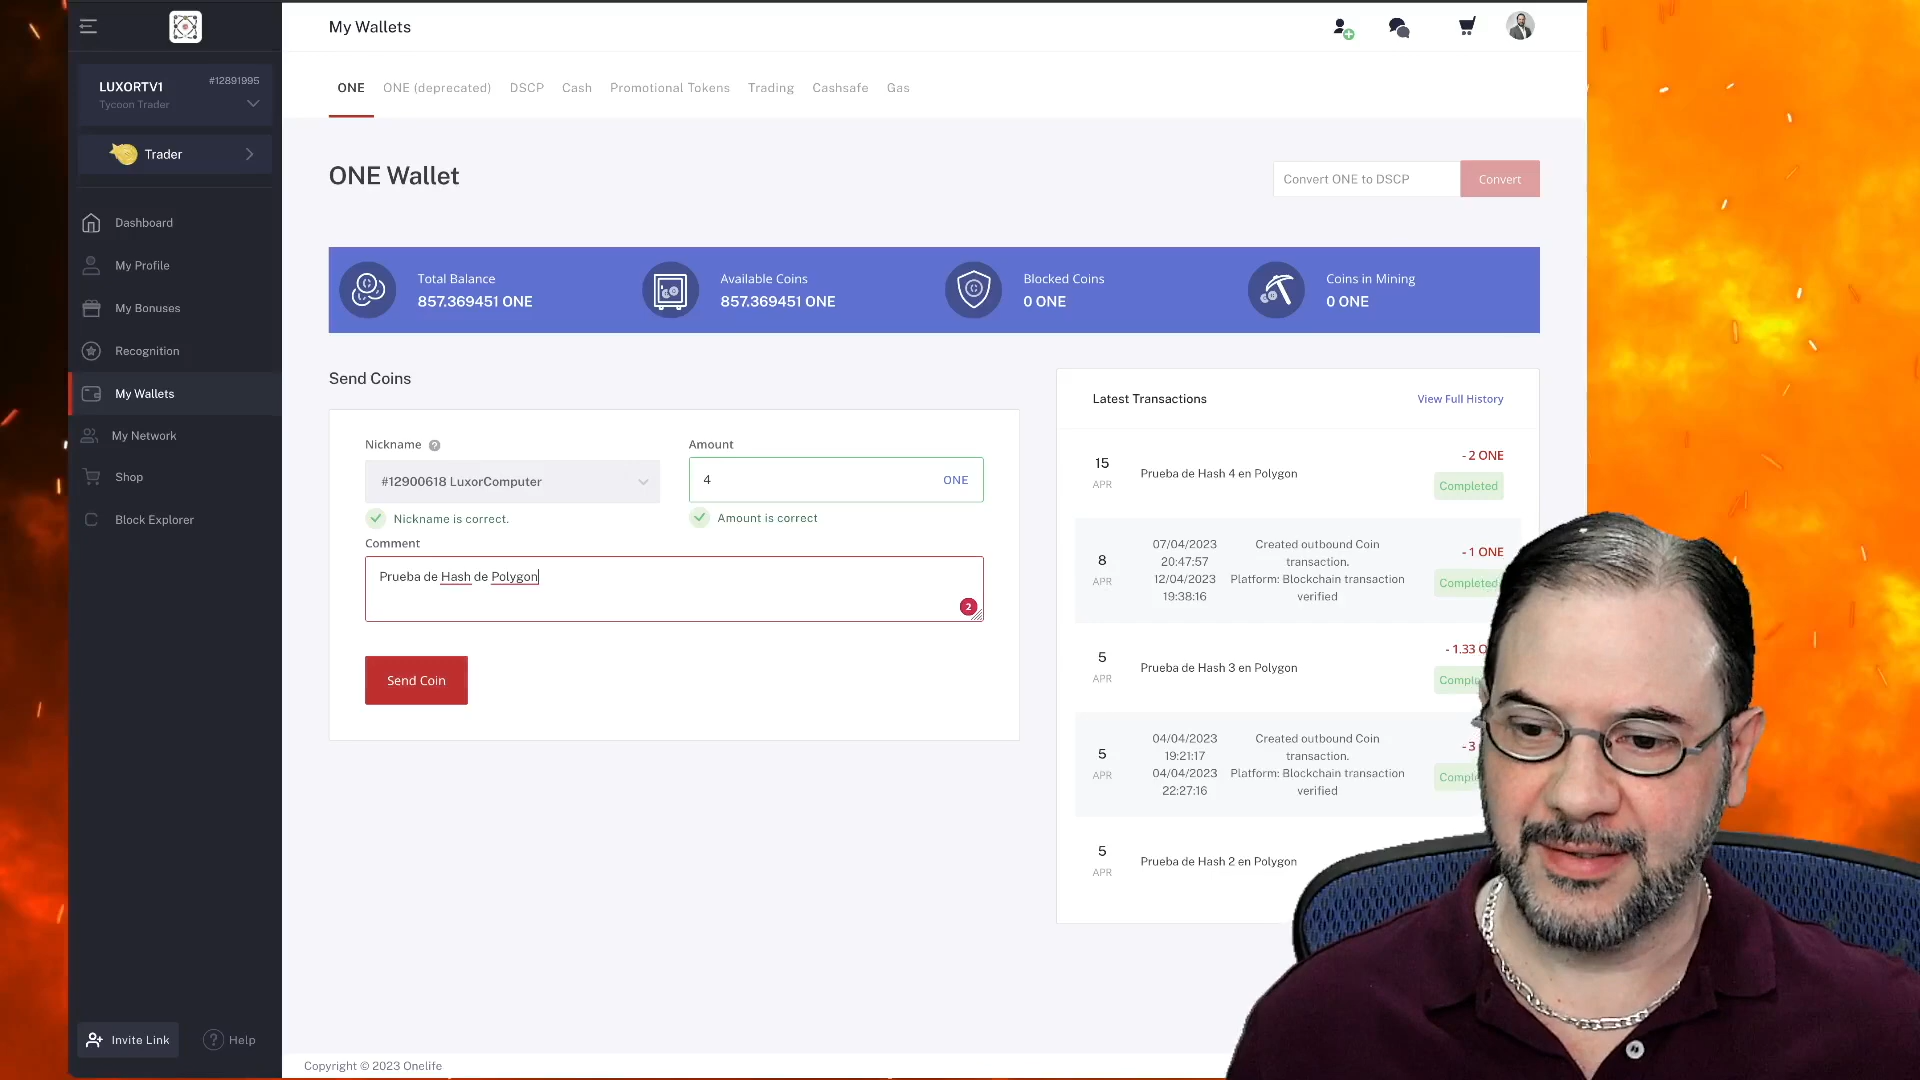 My Wallets
LUXORTV1
#12891995
Tycoon Trader
Trader
Dashboard
My Profile
My Bonuses
Recognition
My Wallets
My Network
Shop
Block Explorer
Invite Link
Help
ONE
ONE (deprecated)
DSCP
Cash
Promotional Tokens
Trading
Cashsafe
Gas
ONE Wallet
Convert ONE to DSCP
Convert
Total Balance
857.369451 ONE
Available Coins
857.369451 ONE
Blocked Coins
0 ONE
Coins in Mining
0 ONE
Send Coins
Nickname ?
Amount
#12900618 LuxorComputer
4
ONE
Nickname is correct.
Amount is correct
Comment
Prueba de Hash de Polygon
2
Send Coin
Latest Transactions
View Full History
15
APR
Prueba de Hash 4 en Polygon
- 2 ONE
Completed
8
APR
07/04/2023
20:47:57
12/04/2023
19:38:16
Created outbound Coin
transaction.
Platform: Blockchain transaction
verified
- 1 ONE
Completed
5
APR
Prueba de Hash 3 en Polygon
- 1.33 O
Comple
5
APR
04/04/2023
19:21:17
04/04/2023
22:27:16
Created outbound Coin
transaction.
Platform: Blockchain transaction
verified
- 3
Comple
5
APR
Prueba de Hash 2 en Polygon
Copyright © 2023 Onelife